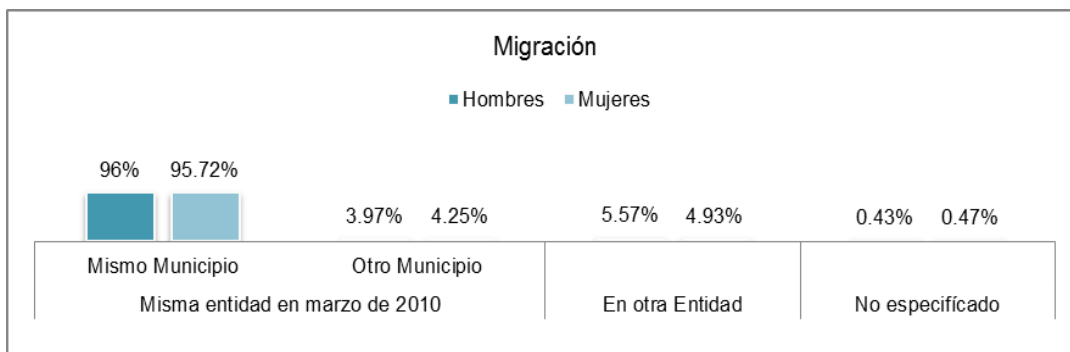 Migración
Hombres Mujeres
96% 95.72% 3.97% 4.25% 5.57% 4.93% 0.43% 0.47%
Mismo Municipio Otro Municipio
Misma entidad en marzo de 2010 En otra Entidad No especifícado